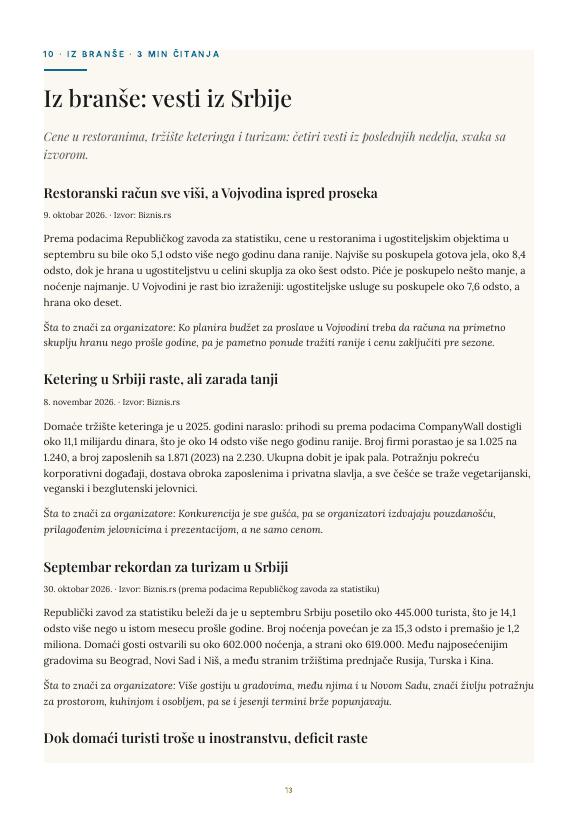 10 · IZ BRANŠE · 3 MIN ČITANJA
Iz branše: vesti iz Srbije
Cene u restoranima, tržište keteringa i turizam: četiri vesti iz poslednjih nedelja, svaka sa
izvorom.
Restoranski račun sve viši, a Vojvodina ispred proseka
9. oktobar 2026. · Izvor: Biznis.rs
Prema podacima Republičkog zavoda za statistiku, cene u restoranima i ugostiteljskim objektima u
septembru su bile oko 5,1 odsto više nego godinu dana ranije. Najviše su poskupela gotova jela, oko 8,4
odsto, dok je hrana u ugostiteljstvu u celini skuplja za oko šest odsto. Piće je poskupelo nešto manje, a
noćenje najmanje. U Vojvodini je rast bio izraženiji: ugostiteljske usluge su poskupele oko 7,6 odsto, a
hrana oko deset.
Šta to znači za organizatore: Ko planira budžet za proslave u Vojvodini treba da računa na primetno
skuplju hranu nego prošle godine, pa je pametno ponude tražiti ranije i cenu zaključiti pre sezone.
Ketering u Srbiji raste, ali zarada tanji
8. novembar 2026. · Izvor: Biznis.rs
Domaće tržište keteringa je u 2025. godini naraslo: prihodi su prema podacima CompanyWall dostigli
oko 11,1 milijardu dinara, što je oko 14 odsto više nego godinu ranije. Broj firmi porastao je sa 1.025 na
1.240, a broj zaposlenih sa 1.871 (2023) na 2.230. Ukupna dobit je ipak pala. Potražnju pokreću
korporativni događaji, dostava obroka zaposlenima i privatna slavlja, a sve češće se traže vegetarijanski,
veganski i bezglutenski jelovnici.
Šta to znači za organizatore: Konkurencija je sve gušća, pa se organizatori izdvajaju pouzdanošću,
prilagođenim jelovnicima i prezentacijom, a ne samo cenom.
Septembar rekordan za turizam u Srbiji
30. oktobar 2026. · Izvor: Biznis.rs (prema podacima Republičkog zavoda za statistiku)
Republički zavod za statistiku beleži da je u septembru Srbiju posetilo oko 445.000 turista, što je 14,1
odsto više nego u istom mesecu prošle godine. Broj noćenja povećan je za 15,3 odsto i premašio je 1,2
miliona. Domaći gosti ostvarili su oko 602.000 noćenja, a strani oko 619.000. Među najposećenijim
gradovima su Beograd, Novi Sad i Niš, a među stranim tržištima prednjače Rusija, Turska i Kina.
Šta to znači za organizatore: Više gostiju u gradovima, među njima i u Novom Sadu, znači življu potražnju
za prostorom, kuhinjom i osobljem, pa se i jesenji termini brže popunjavaju.
Dok domaći turisti troše u inostranstvu, deficit raste
13